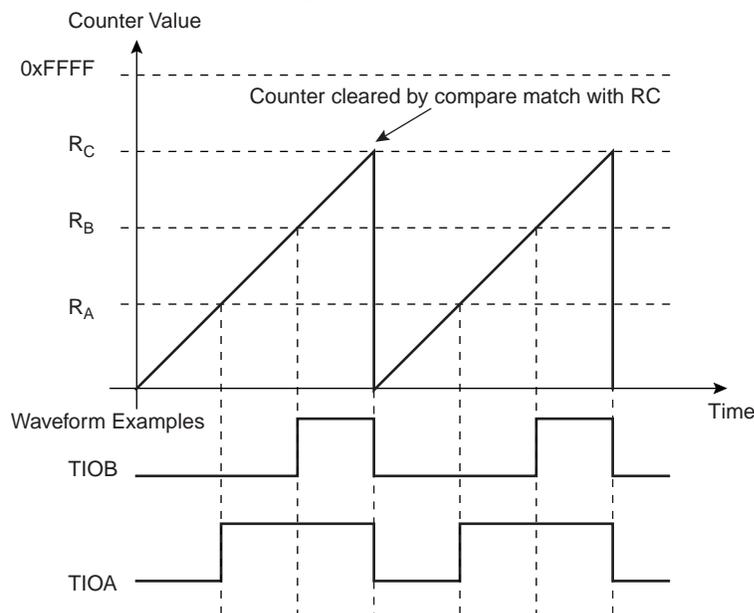 Counter Value
0xFFFF
Counter cleared by compare match with RC
RC
RB
RA
Time
Waveform Examples
TIOB
TIOA